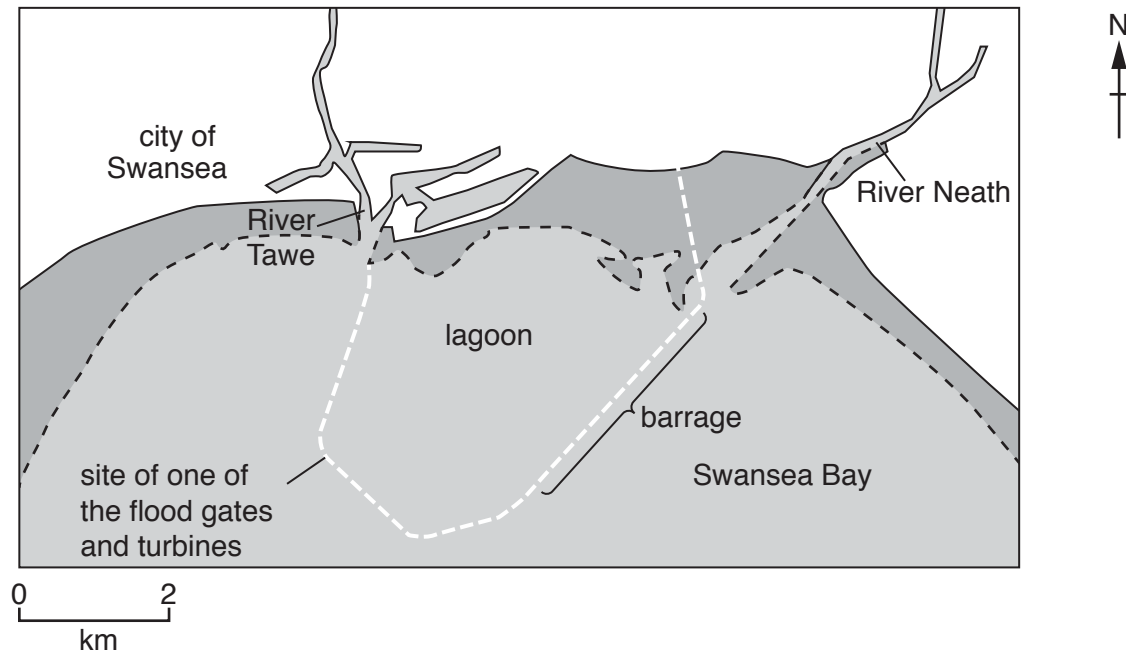 N
city of
Swansea
River Neath
River
Tawe
lagoon
barrage
site of one of
the flood gates
and turbines
Swansea Bay
0 2
km